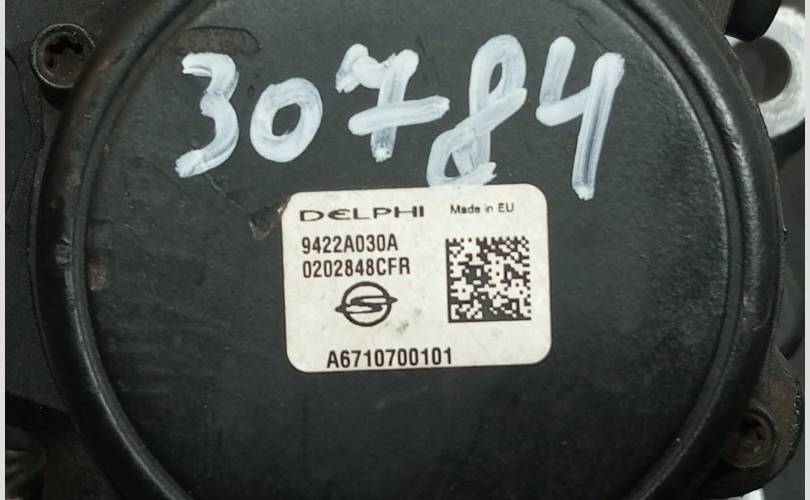 30784
DELPHI Made in EU
9422A030A
0202848CFR
A6710700101